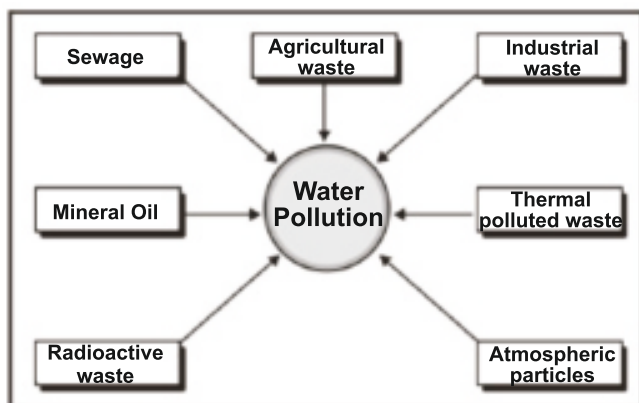 Sewage
Agricultural
waste
Industrial
waste
Mineral Oil
Water
Pollution
Thermal
polluted waste
Radioactive
waste
Atmospheric
particles